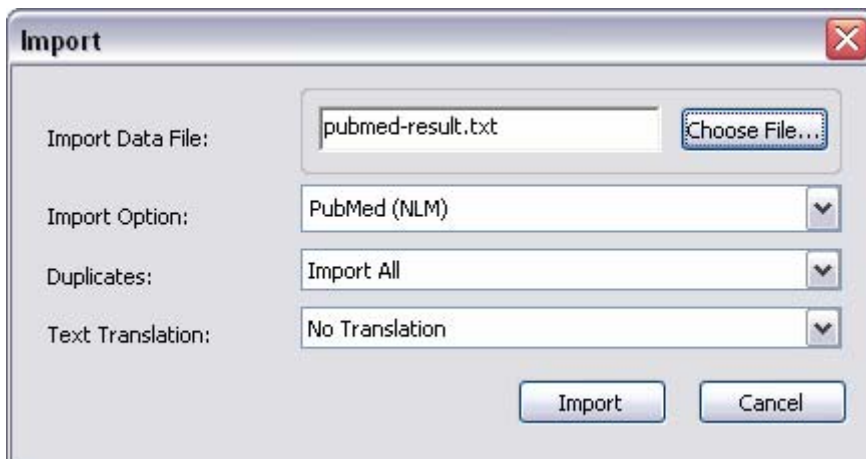 Import
Import Data File:
pubmed-result.txt
Choose File...
Import Option:
PubMed (NLM)
Duplicates:
Import All
Text Translation:
No Translation
Import
Cancel